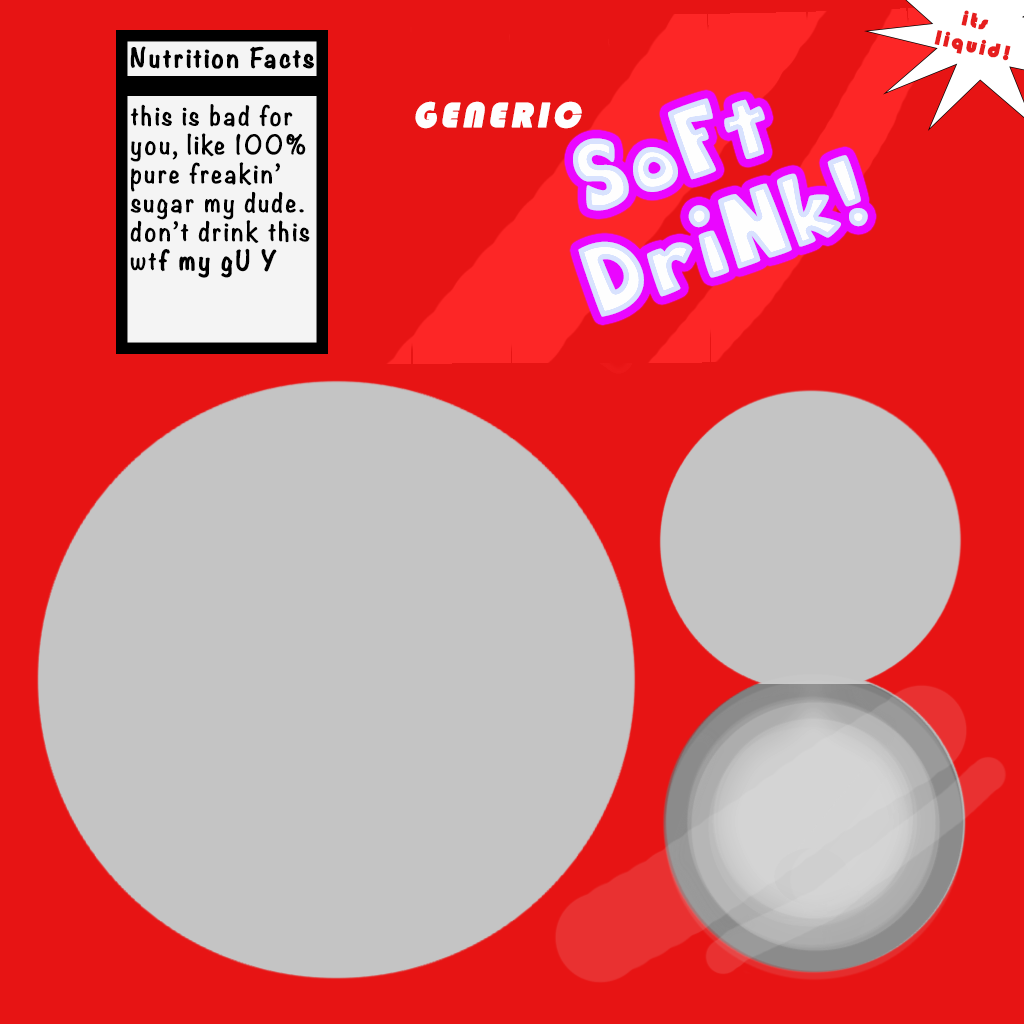 its
liquid!
Nutrition Facts
this is bad for
you, like 100%
pure freakin'
sugar my dude.
don't drink this
wtf my gU Y
GENERIC
SoFt
DriNk!